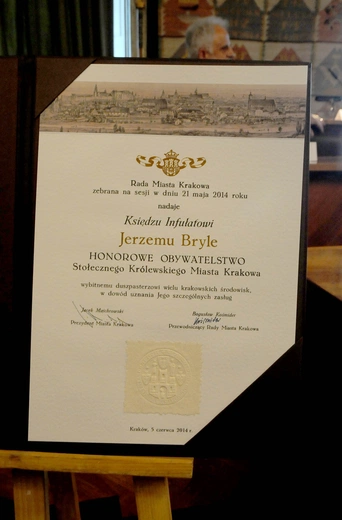 Rada Miasta Krakowa
zebrana na sesji w dniu 21 maja 2014 roku
nadaje
Księdzu Infułatowi
Jerzemu Bryle
HONOROWE OBYWATELSTWO
Stołecznego Królewskiego Miasta Krakowa
wybitnemu duszpasterzowi wielu krakowskich środowisk,
w dowód uznania Jego szczególnych zasług
Jacek Majchrowski
Prezydent Miasta Krakowa
Bogusław Kośmider
Przewodniczący Rady Miasta Krakowa
Kraków, 5 czerwca 2014 r.